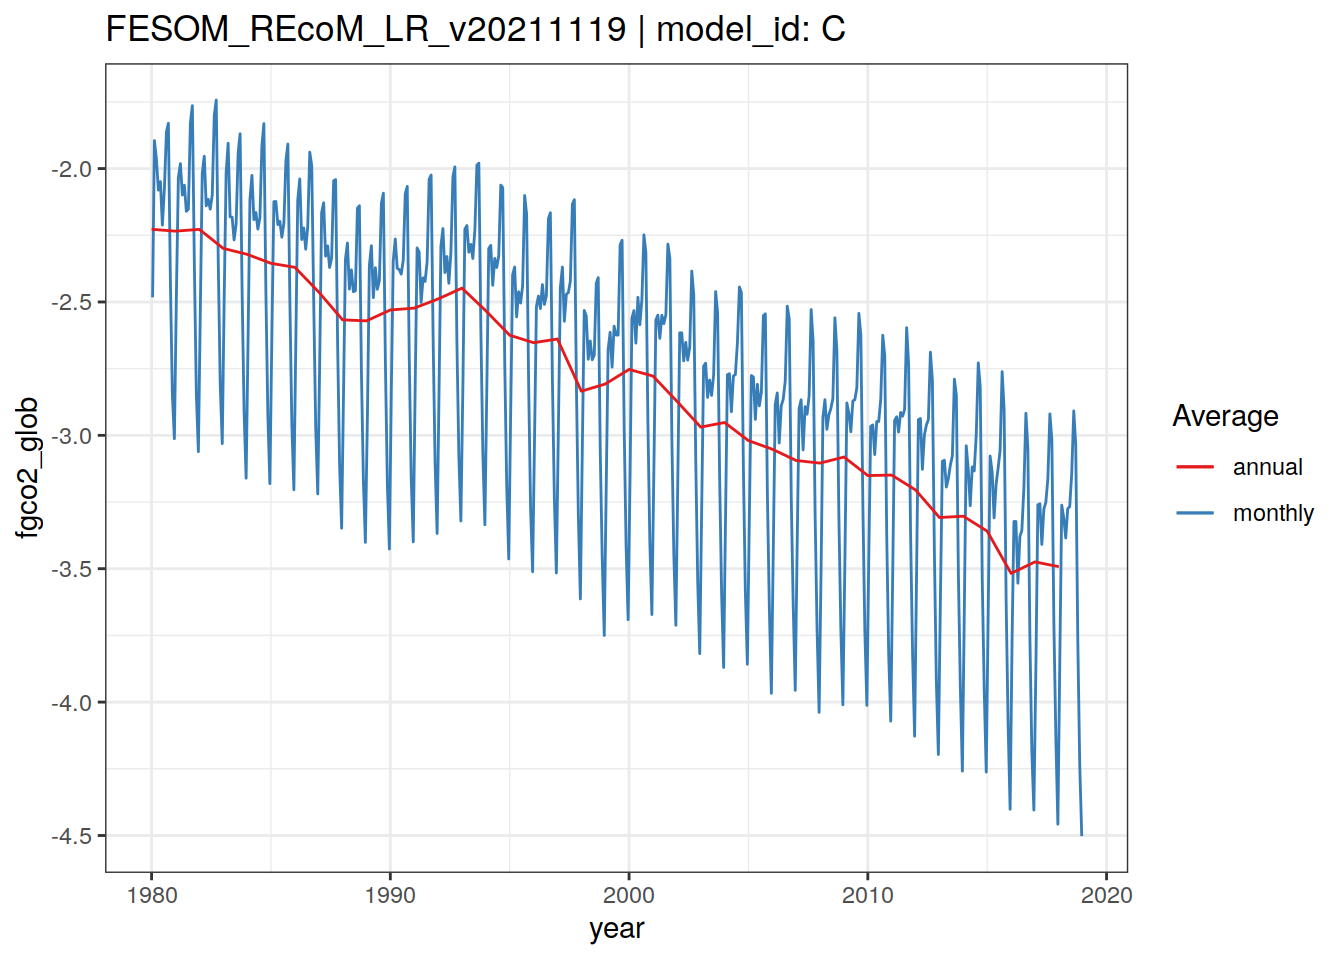 FESOM_REcoM_LR_v20211119 | model_id: C
fgco2_glob
-2.0
-2.5
-3.0
-3.5
-4.0
-4.5
1980
1990
2000
2010
2020
year
Average
annual
monthly